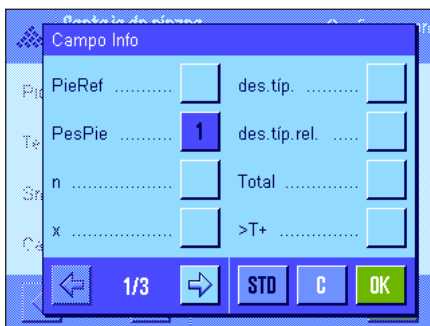 Campo Info
PieRef ..........
des.típ. ..........
PesPie ..........
1
des.típ.rel. .....
n ....................
Total ..............
x ....................
>T+ ...............
1/3
STD
C
OK